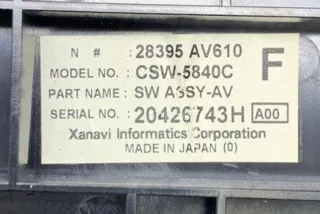 N # : 28395 AV610
MODEL NO. : CSW-5840C F
PART NAME : SW ASSY-AV
SERIAL NO. : 20426743H A00
Xanavi Informatics Corporation
MADE IN JAPAN (0)